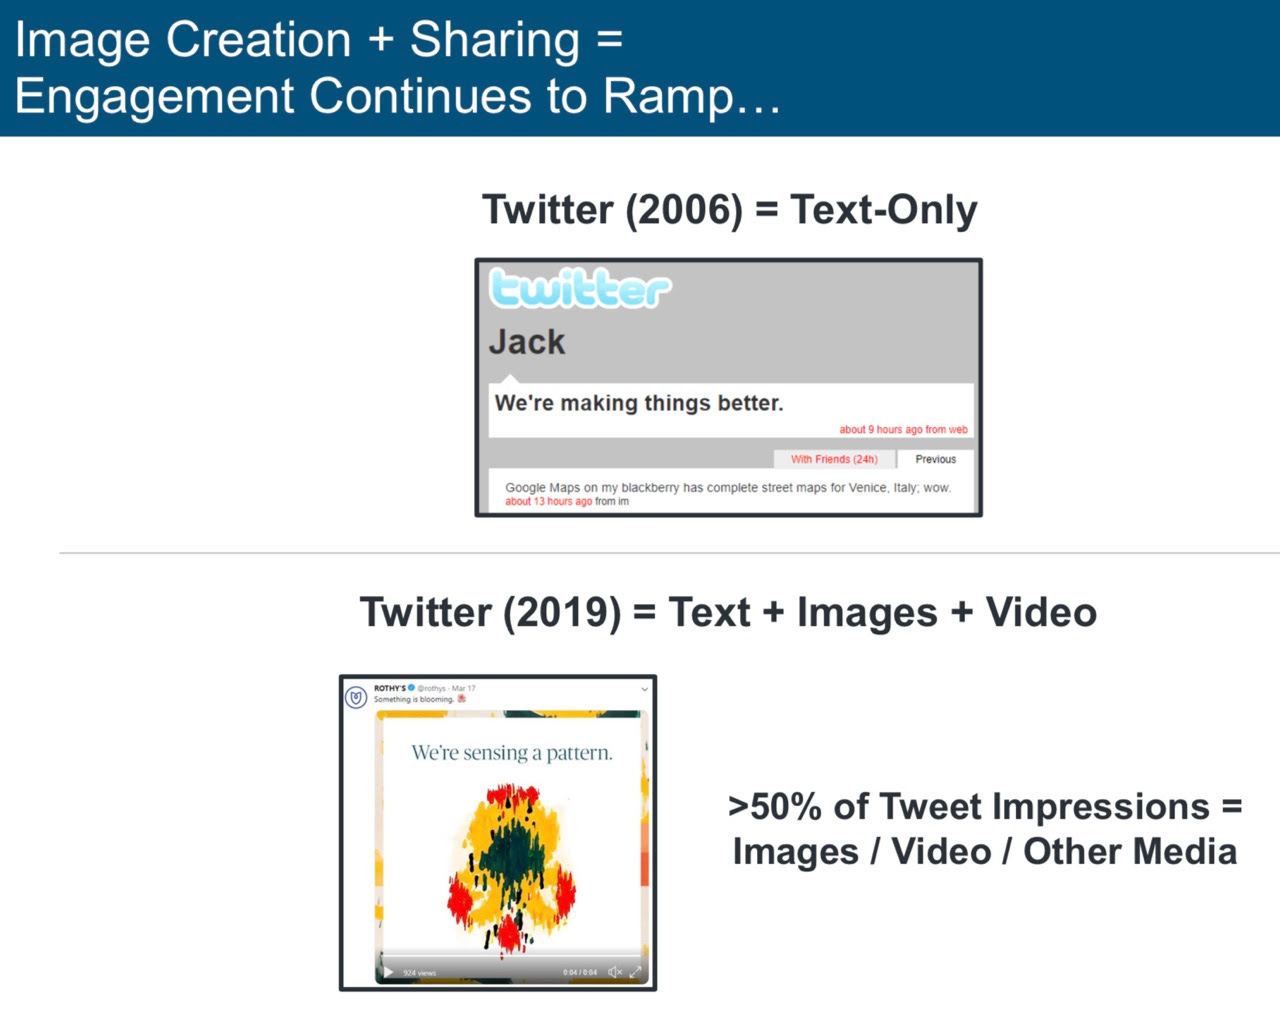 Image Creation + Sharing =
Engagement Continues to Ramp…
Twitter (2006) = Text-Only
twitter
Jack
We're making things better.
about 9 hours ago from web
With Friends (24h)
Previous
Google Maps on my blackberry has complete street maps for Venice, Italy; wow.
about 13 hours ago from im
Twitter (2019) = Text + Images + Video
ROTHY'S @rothys - Mar 17
Something is blooming.
We're sensing a pattern.
924 views
0:04 / 0:04
>50% of Tweet Impressions =
Images / Video / Other Media